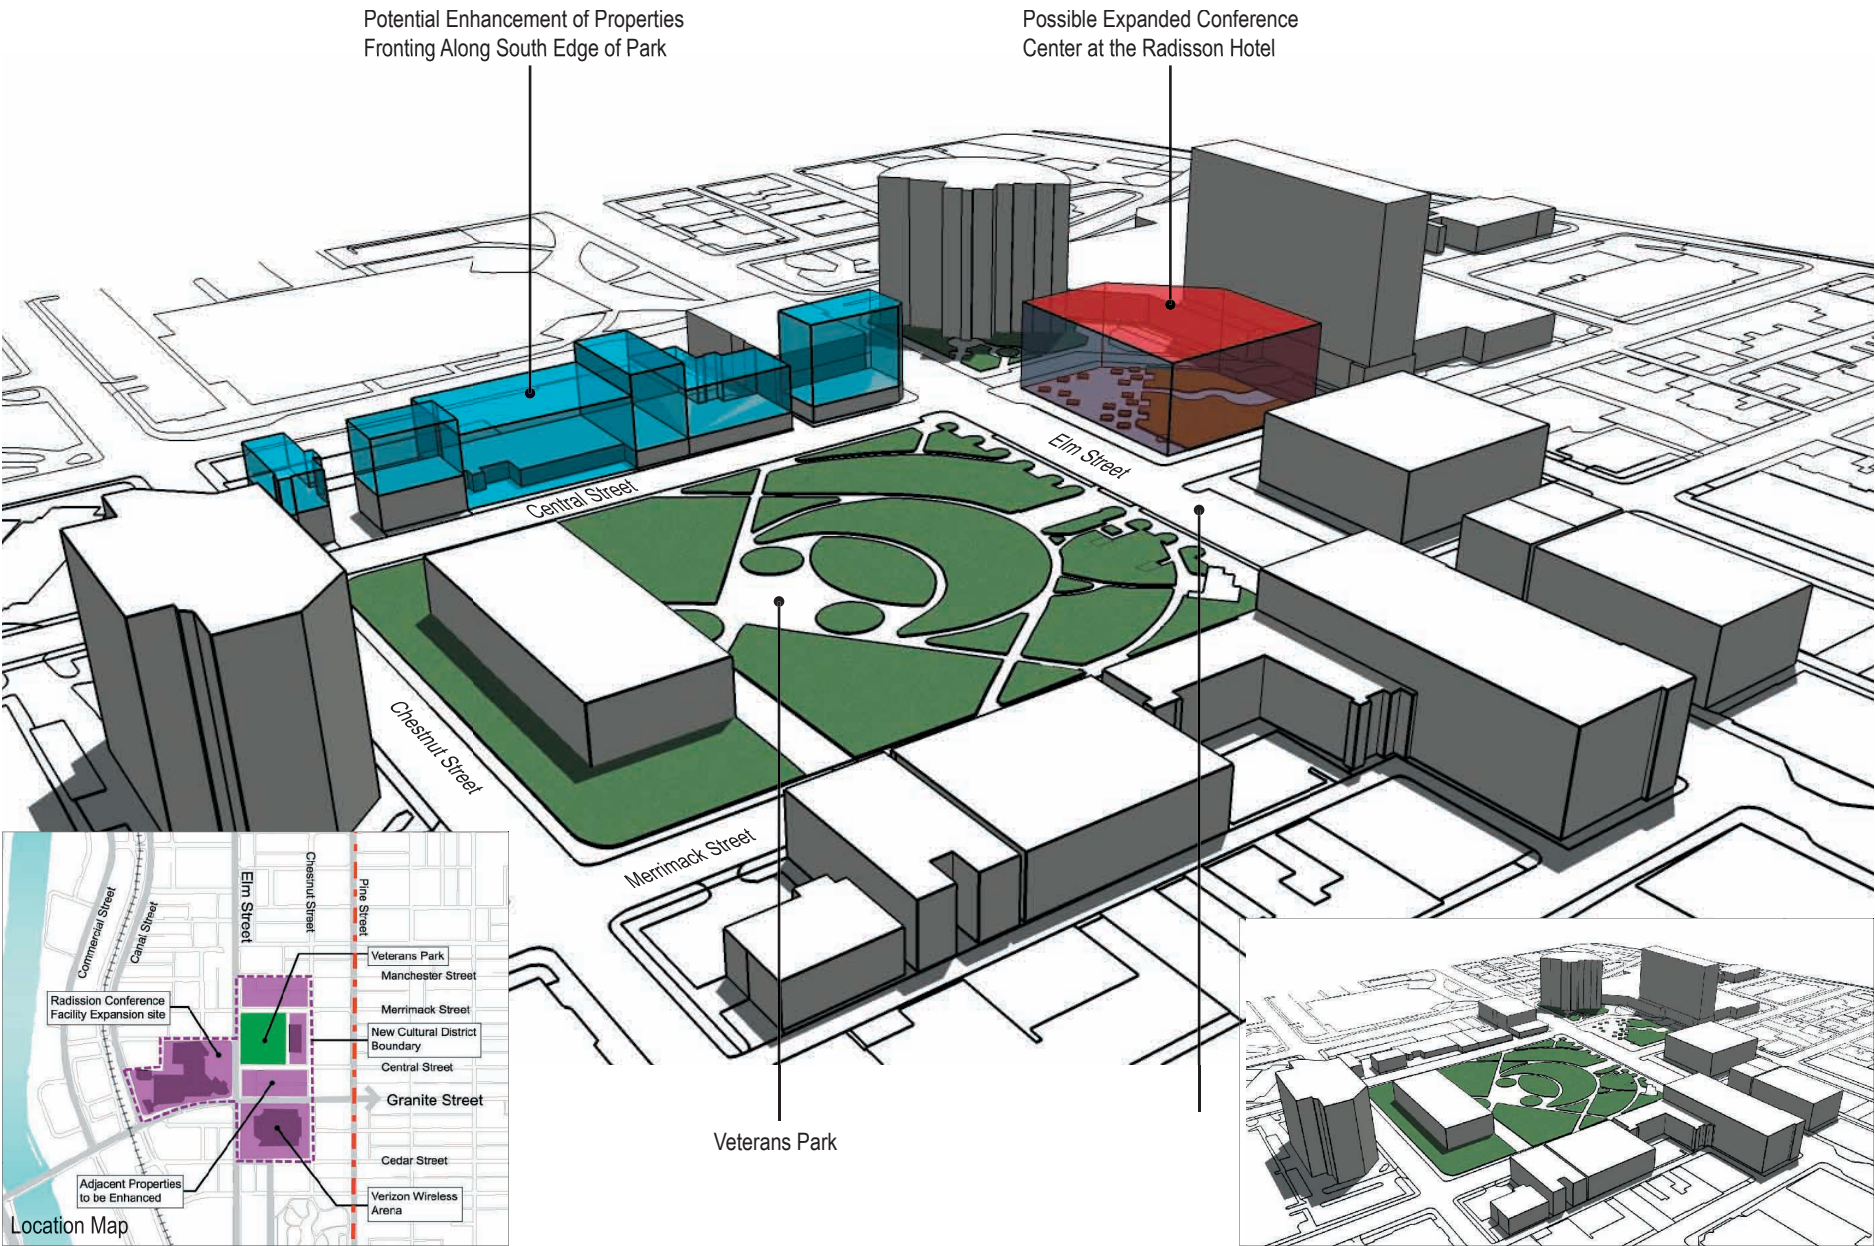 Potential Enhancement of Properties
Fronting Along South Edge of Park
Possible Expanded Conference
Center at the Radisson Hotel
Elm Street
Central Street
Chestnut Street
Merrimack Street
Veterans Park
Commercial Street
Canal Street
Elm Street
Chestnut Street
Pine Street
Veterans Park
Manchester Street
Radission Conference
Facility Expansion site
Merrimack Street
New Cultural District
Boundary
Central Street
Granite Street
Cedar Street
Adjacent Properties
to be Enhanced
Verizon Wireless
Arena
Location Map